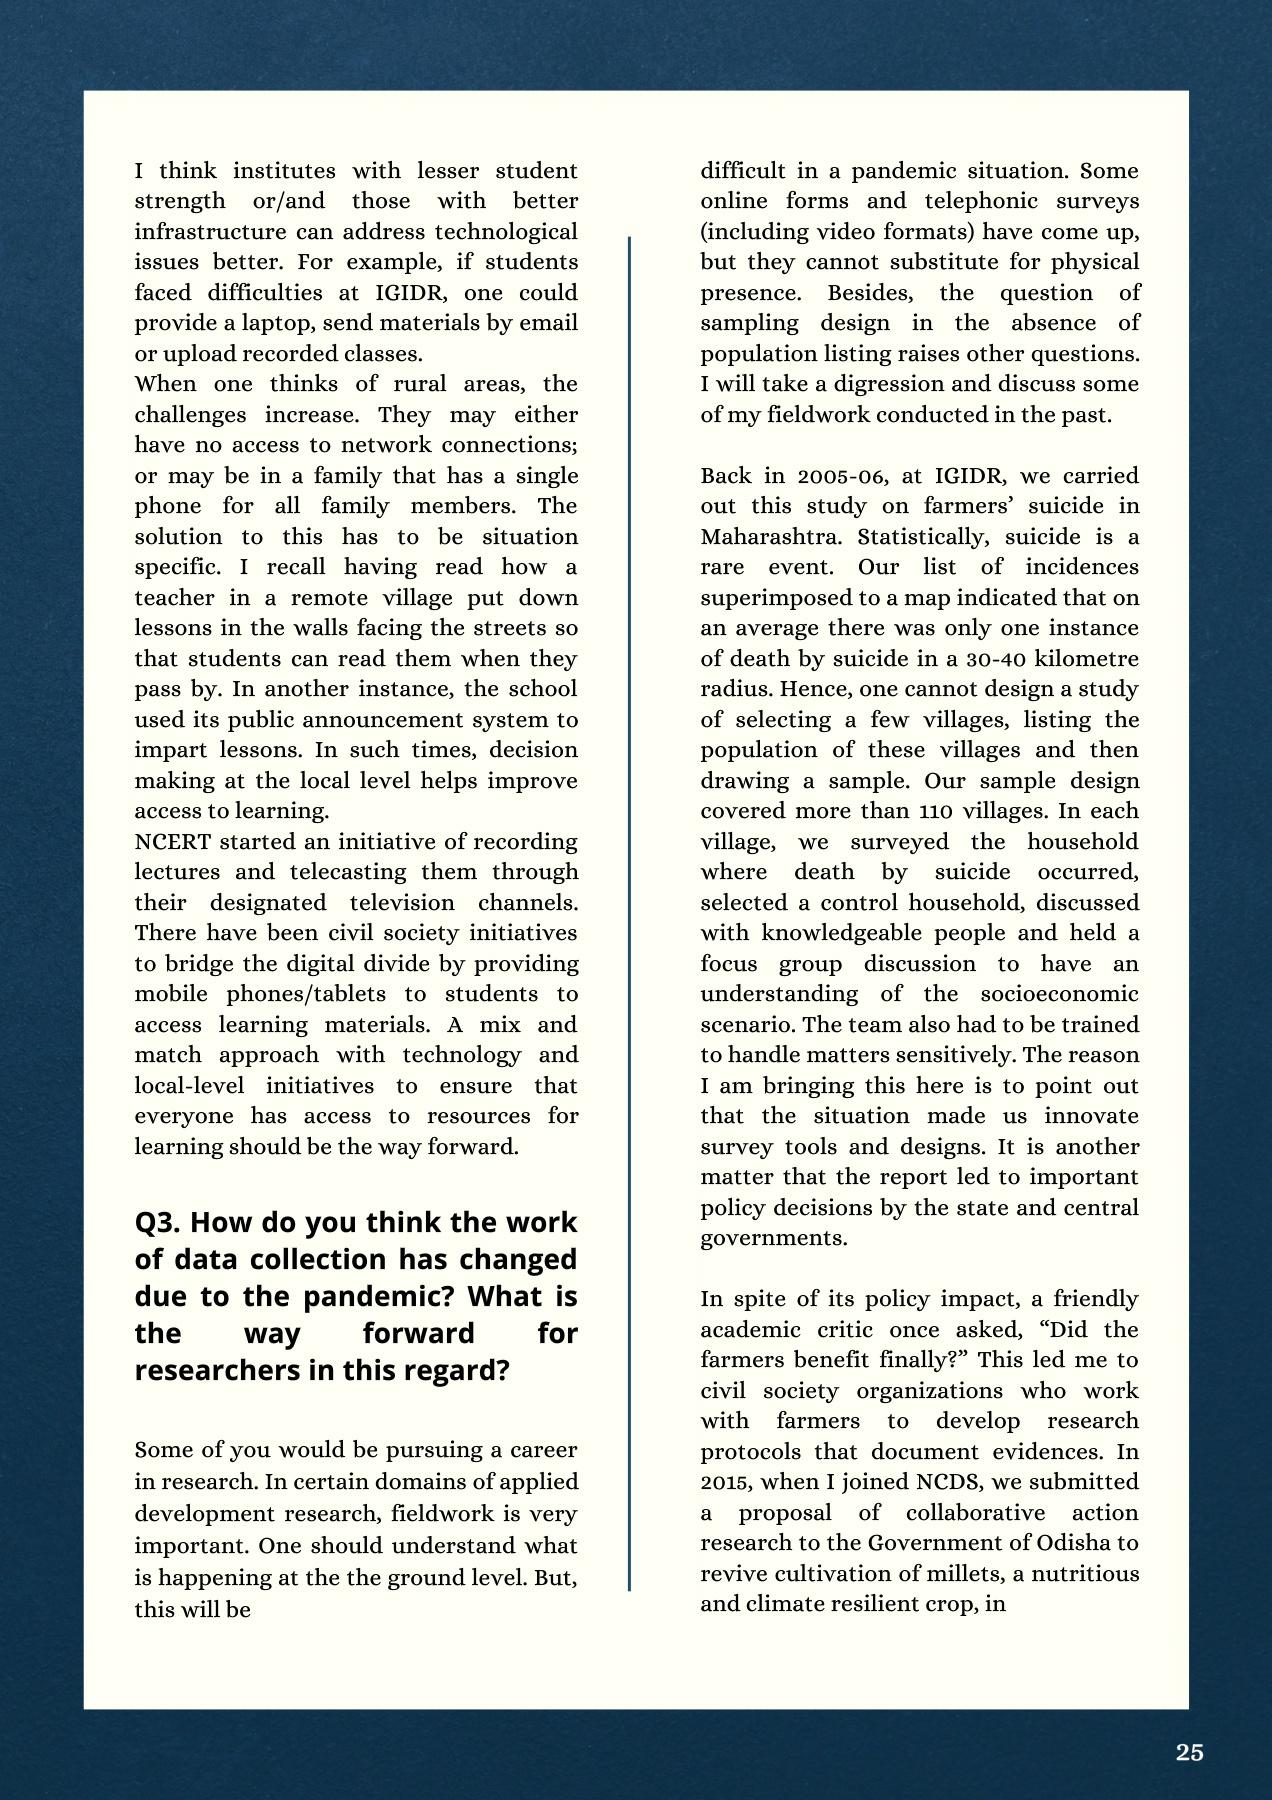 I think institutes with lesser student
strength or/and those with better
infrastructure can address technological
issues better. For example, if students
faced difficulties at IGIDR, one could
provide a laptop, send materials by email
or upload recorded classes.
When one thinks of rural areas, the
challenges increase. They may either
have no access to network connections;
or may be in a family that has a single
phone for all family members. The
solution to this has to be situation
specific. I recall having read how a
teacher in a remote village put down
lessons in the walls facing the streets so
that students can read them when they
pass by. In another instance, the school
used its public announcement system to
impart lessons. In such times, decision
making at the local level helps improve
access to learning.
NCERT started an initiative of recording
lectures and telecasting them through
their designated television channels.
There have been civil society initiatives
to bridge the digital divide by providing
mobile phones/tablets to students to
access learning materials. A mix and
match approach with technology and
local-level initiatives to ensure that
everyone has access to resources for
learning should be the way forward.
Q3. How do you think the work
of data collection has changed
due to the pandemic? What is
the way forward for
researchers in this regard?
Some of you would be pursuing a career
in research. In certain domains of applied
development research, fieldwork is very
important. One should understand what
is happening at the the ground level. But,
this will be
difficult in a pandemic situation. Some
online forms and telephonic surveys
(including video formats) have come up,
but they cannot substitute for physical
presence. Besides, the question of
sampling design in the absence of
population listing raises other questions.
I will take a digression and discuss some
of my fieldwork conducted in the past.
Back in 2005-06, at IGIDR, we carried
out this study on farmers’ suicide in
Maharashtra. Statistically, suicide is a
rare event. Our list of incidences
superimposed to a map indicated that on
an average there was only one instance
of death by suicide in a 30-40 kilometre
radius. Hence, one cannot design a study
of selecting a few villages, listing the
population of these villages and then
drawing a sample. Our sample design
covered more than 110 villages. In each
village, we surveyed the household
where death by suicide occurred,
selected a control household, discussed
with knowledgeable people and held a
focus group discussion to have an
understanding of the socioeconomic
scenario. The team also had to be trained
to handle matters sensitively. The reason
I am bringing this here is to point out
that the situation made us innovate
survey tools and designs. It is another
matter that the report led to important
policy decisions by the state and central
governments.
In spite of its policy impact, a friendly
academic critic once asked, “Did the
farmers benefit finally?” This led me to
civil society organizations who work
with farmers to develop research
protocols that document evidences. In
2015, when I joined NCDS, we submitted
a proposal of collaborative action
research to the Government of Odisha to
revive cultivation of millets, a nutritious
and climate resilient crop, in
25